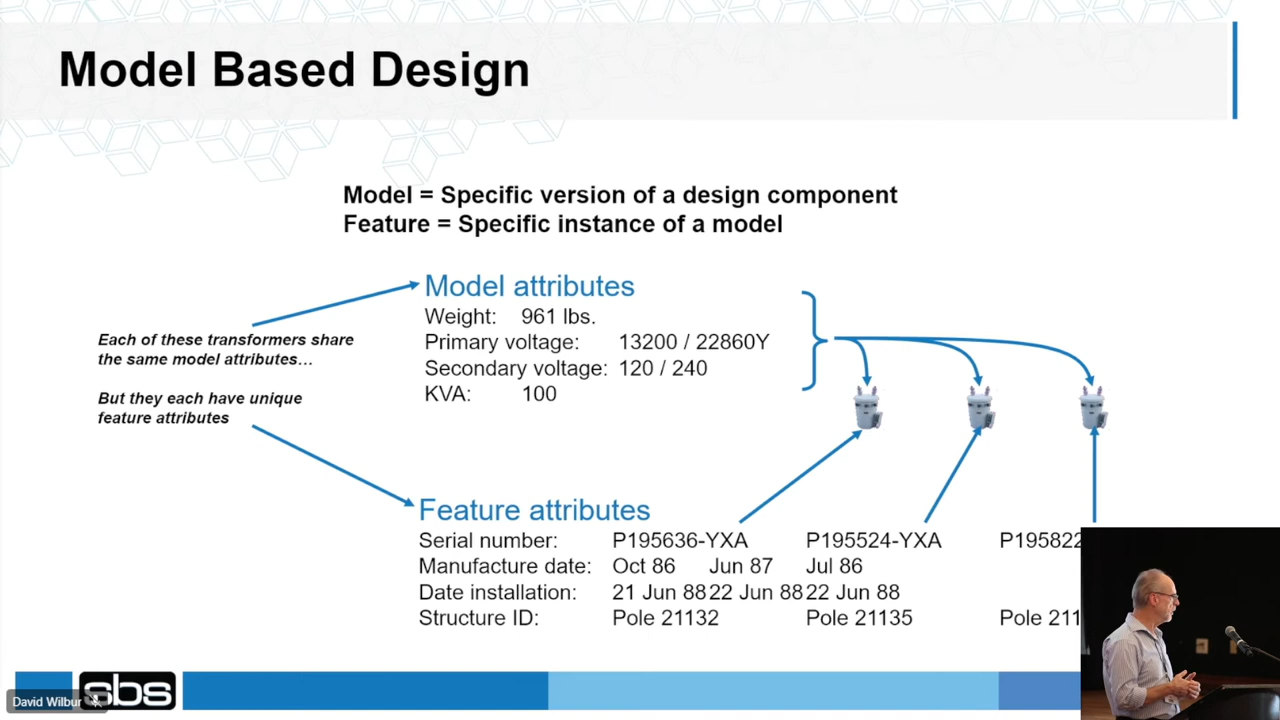 Model Based Design
Model = Specific version of a design component
Feature = Specific instance of a model
Model attributes
Weight: 961 lbs.
Primary voltage: 13200 / 22860Y
Secondary voltage: 120 / 240
KVA: 100
Each of these transformers share
the same model attributes…
But they each have unique
feature attributes
Feature attributes
Serial number: P195636-YXA P195524-YXA P195822
Manufacture date: Oct 86 Jun 87 Jul 86
Date installation: 21 Jun 88 22 Jun 88 22 Jun 88
Structure ID: Pole 21132 Pole 21135 Pole 211
sbs
David Wilbur